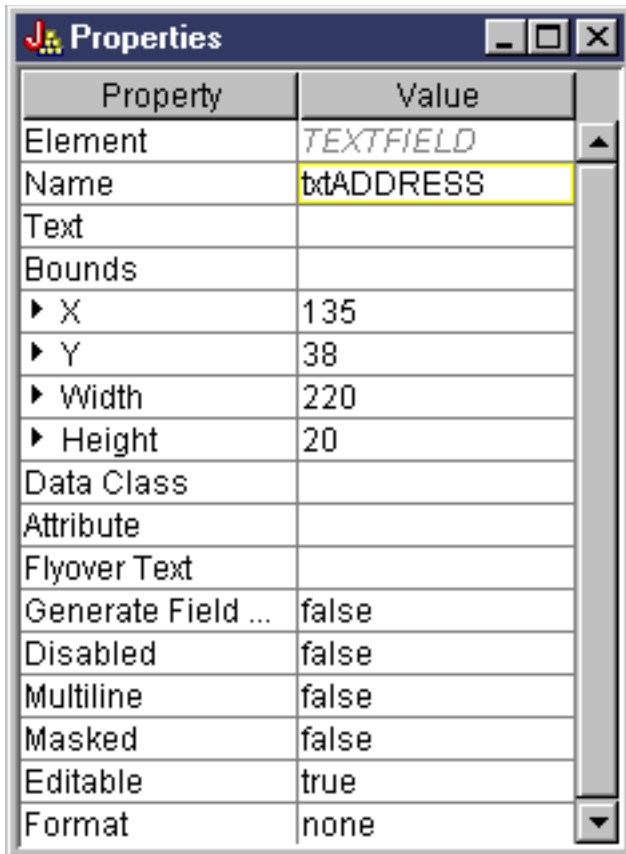 Properties
Property Value
Element TEXTFIELD
Name txtADDRESS
Text
Bounds
X 135
Y 38
Width 220
Height 20
Data Class
Attribute
Flyover Text
Generate Field ... false
Disabled false
Multiline false
Masked false
Editable true
Format none